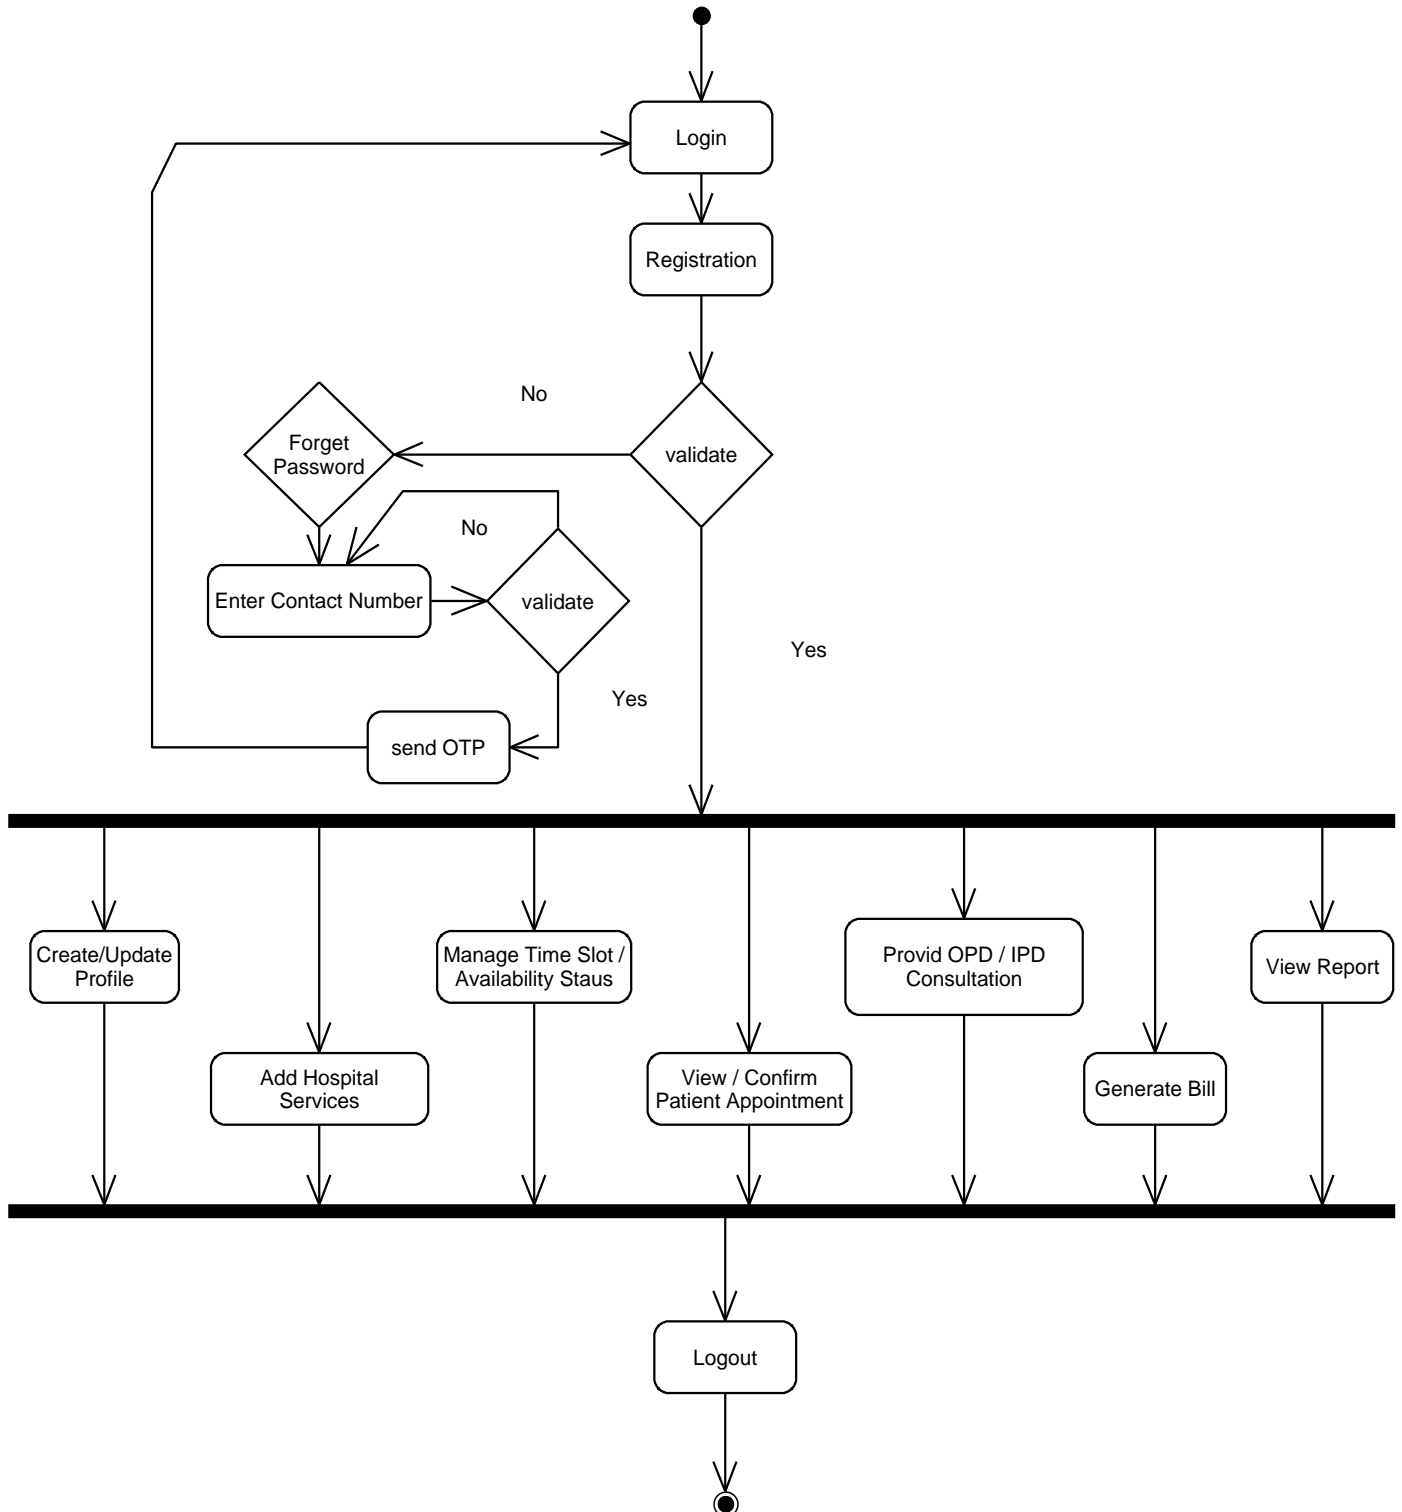 Login
Registration
No
Forget
Password
validate
No
Enter Contact Number
validate
Yes
Yes
send OTP
Create/Update
Profile
Manage Time Slot /
Availability Staus
Provid OPD / IPD
Consultation
View Report
Add Hospital
Services
View / Confirm
Patient Appointment
Generate Bill
Logout